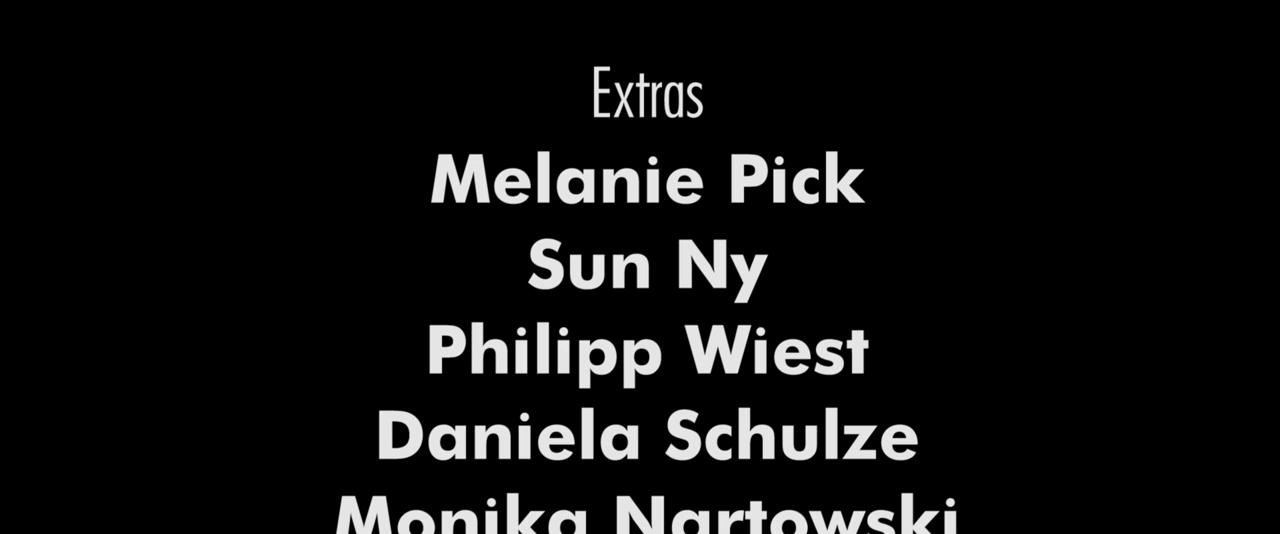 Extras
Melanie Pick
Sun Ny
Philipp Wiest
Daniela Schulze
Monika Nartowski